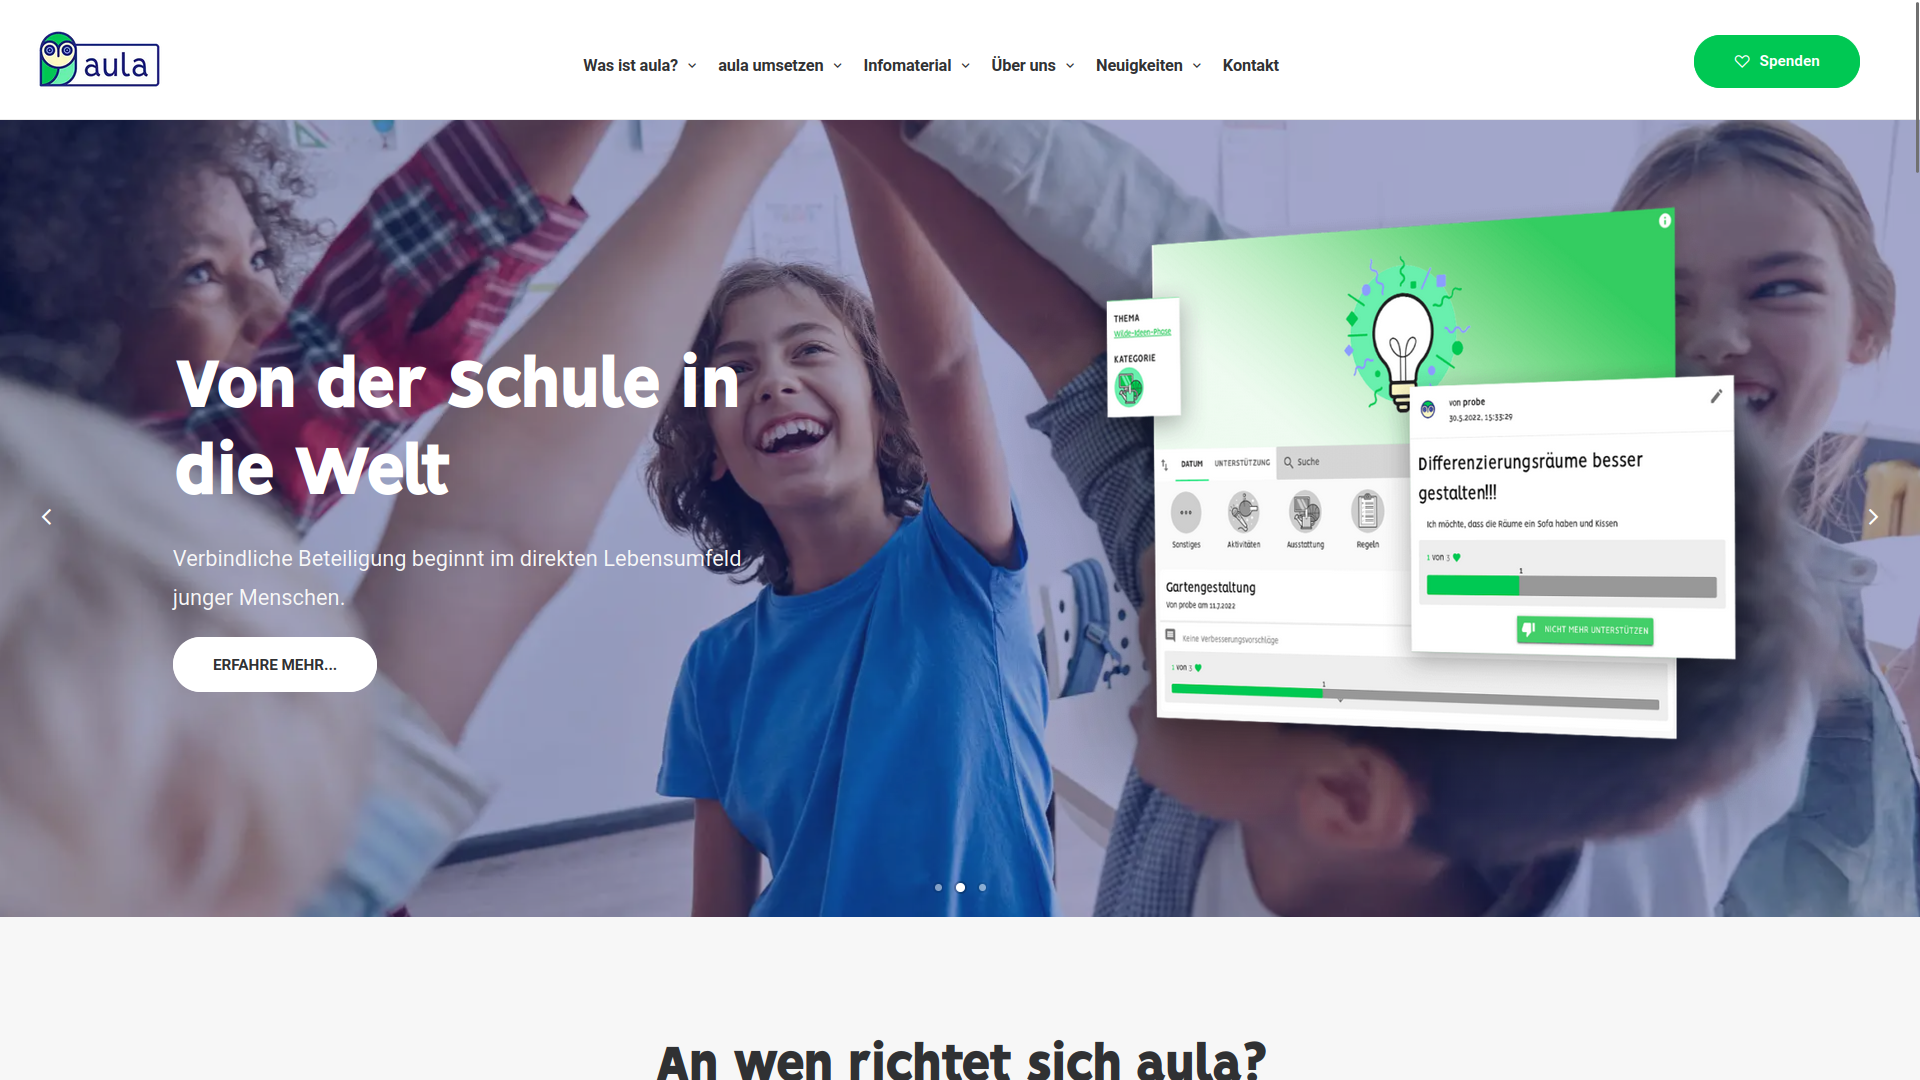 aula
Was ist aula?
aula umsetzen
Infomaterial
Über uns
Neuigkeiten
Kontakt
Spenden
Von der Schule in
die Welt
Verbindliche Beteiligung beginnt im direkten Lebensumfeld
junger Menschen.
ERFAHRE MEHR...
THEMA
Wilde-Ideen-Phase
KATEGORIE
DATUM
UNTERSTÜTZUNG
Suche
Sonstiges
Aktivitäten
Ausstattung
Regeln
Gartengestaltung
Von probe am 11.7.2022
Keine Verbesserungsvorschläge
1 von 3
1
von probe
30.5.2022, 15:33:29
Differenzierungsräume besser
gestalten!!!
Ich möchte, dass die Räume ein Sofa haben und Kissen
1 von 3
1
NICHT MEHR UNTERSTÜTZEN
An wen richtet sich aula?